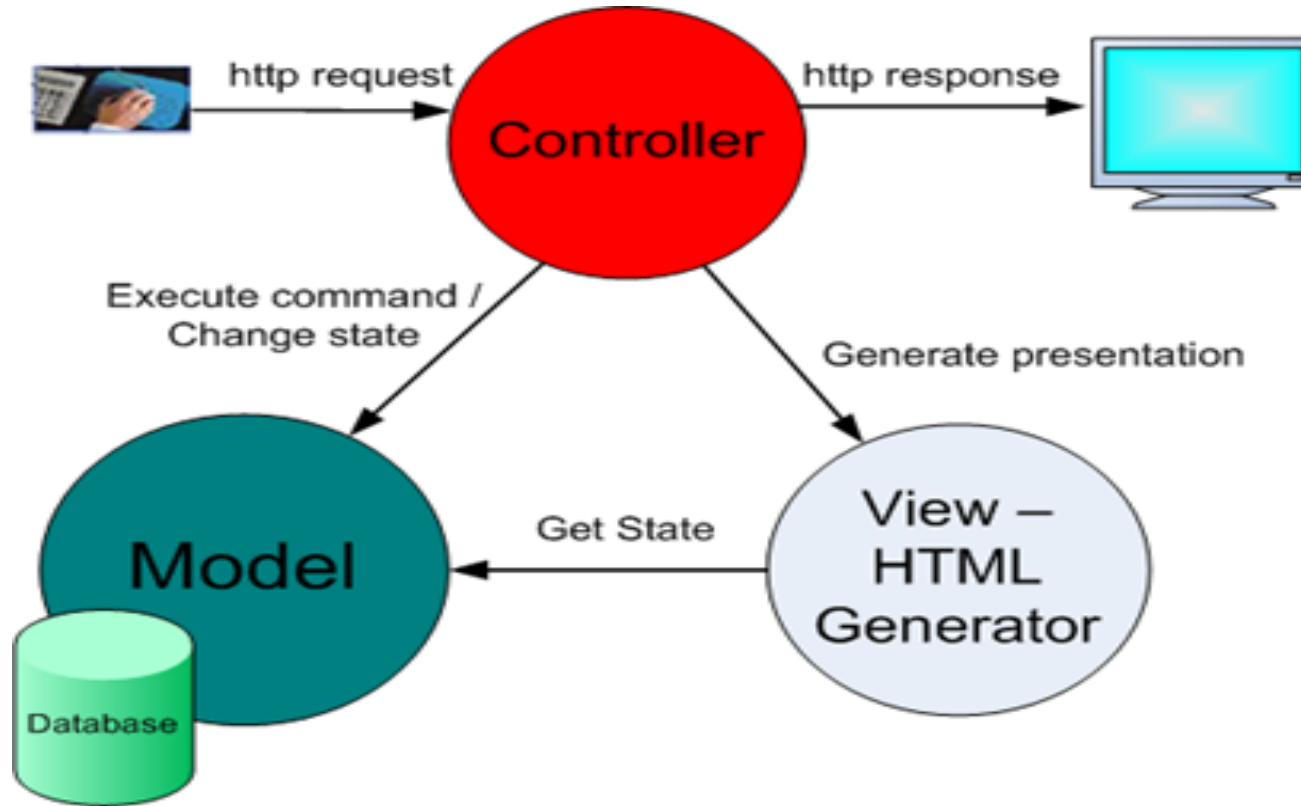 http request
http response
Controller
Execute command /
Change state
Generate presentation
Model
Get State
View –
HTML
Generator
Database